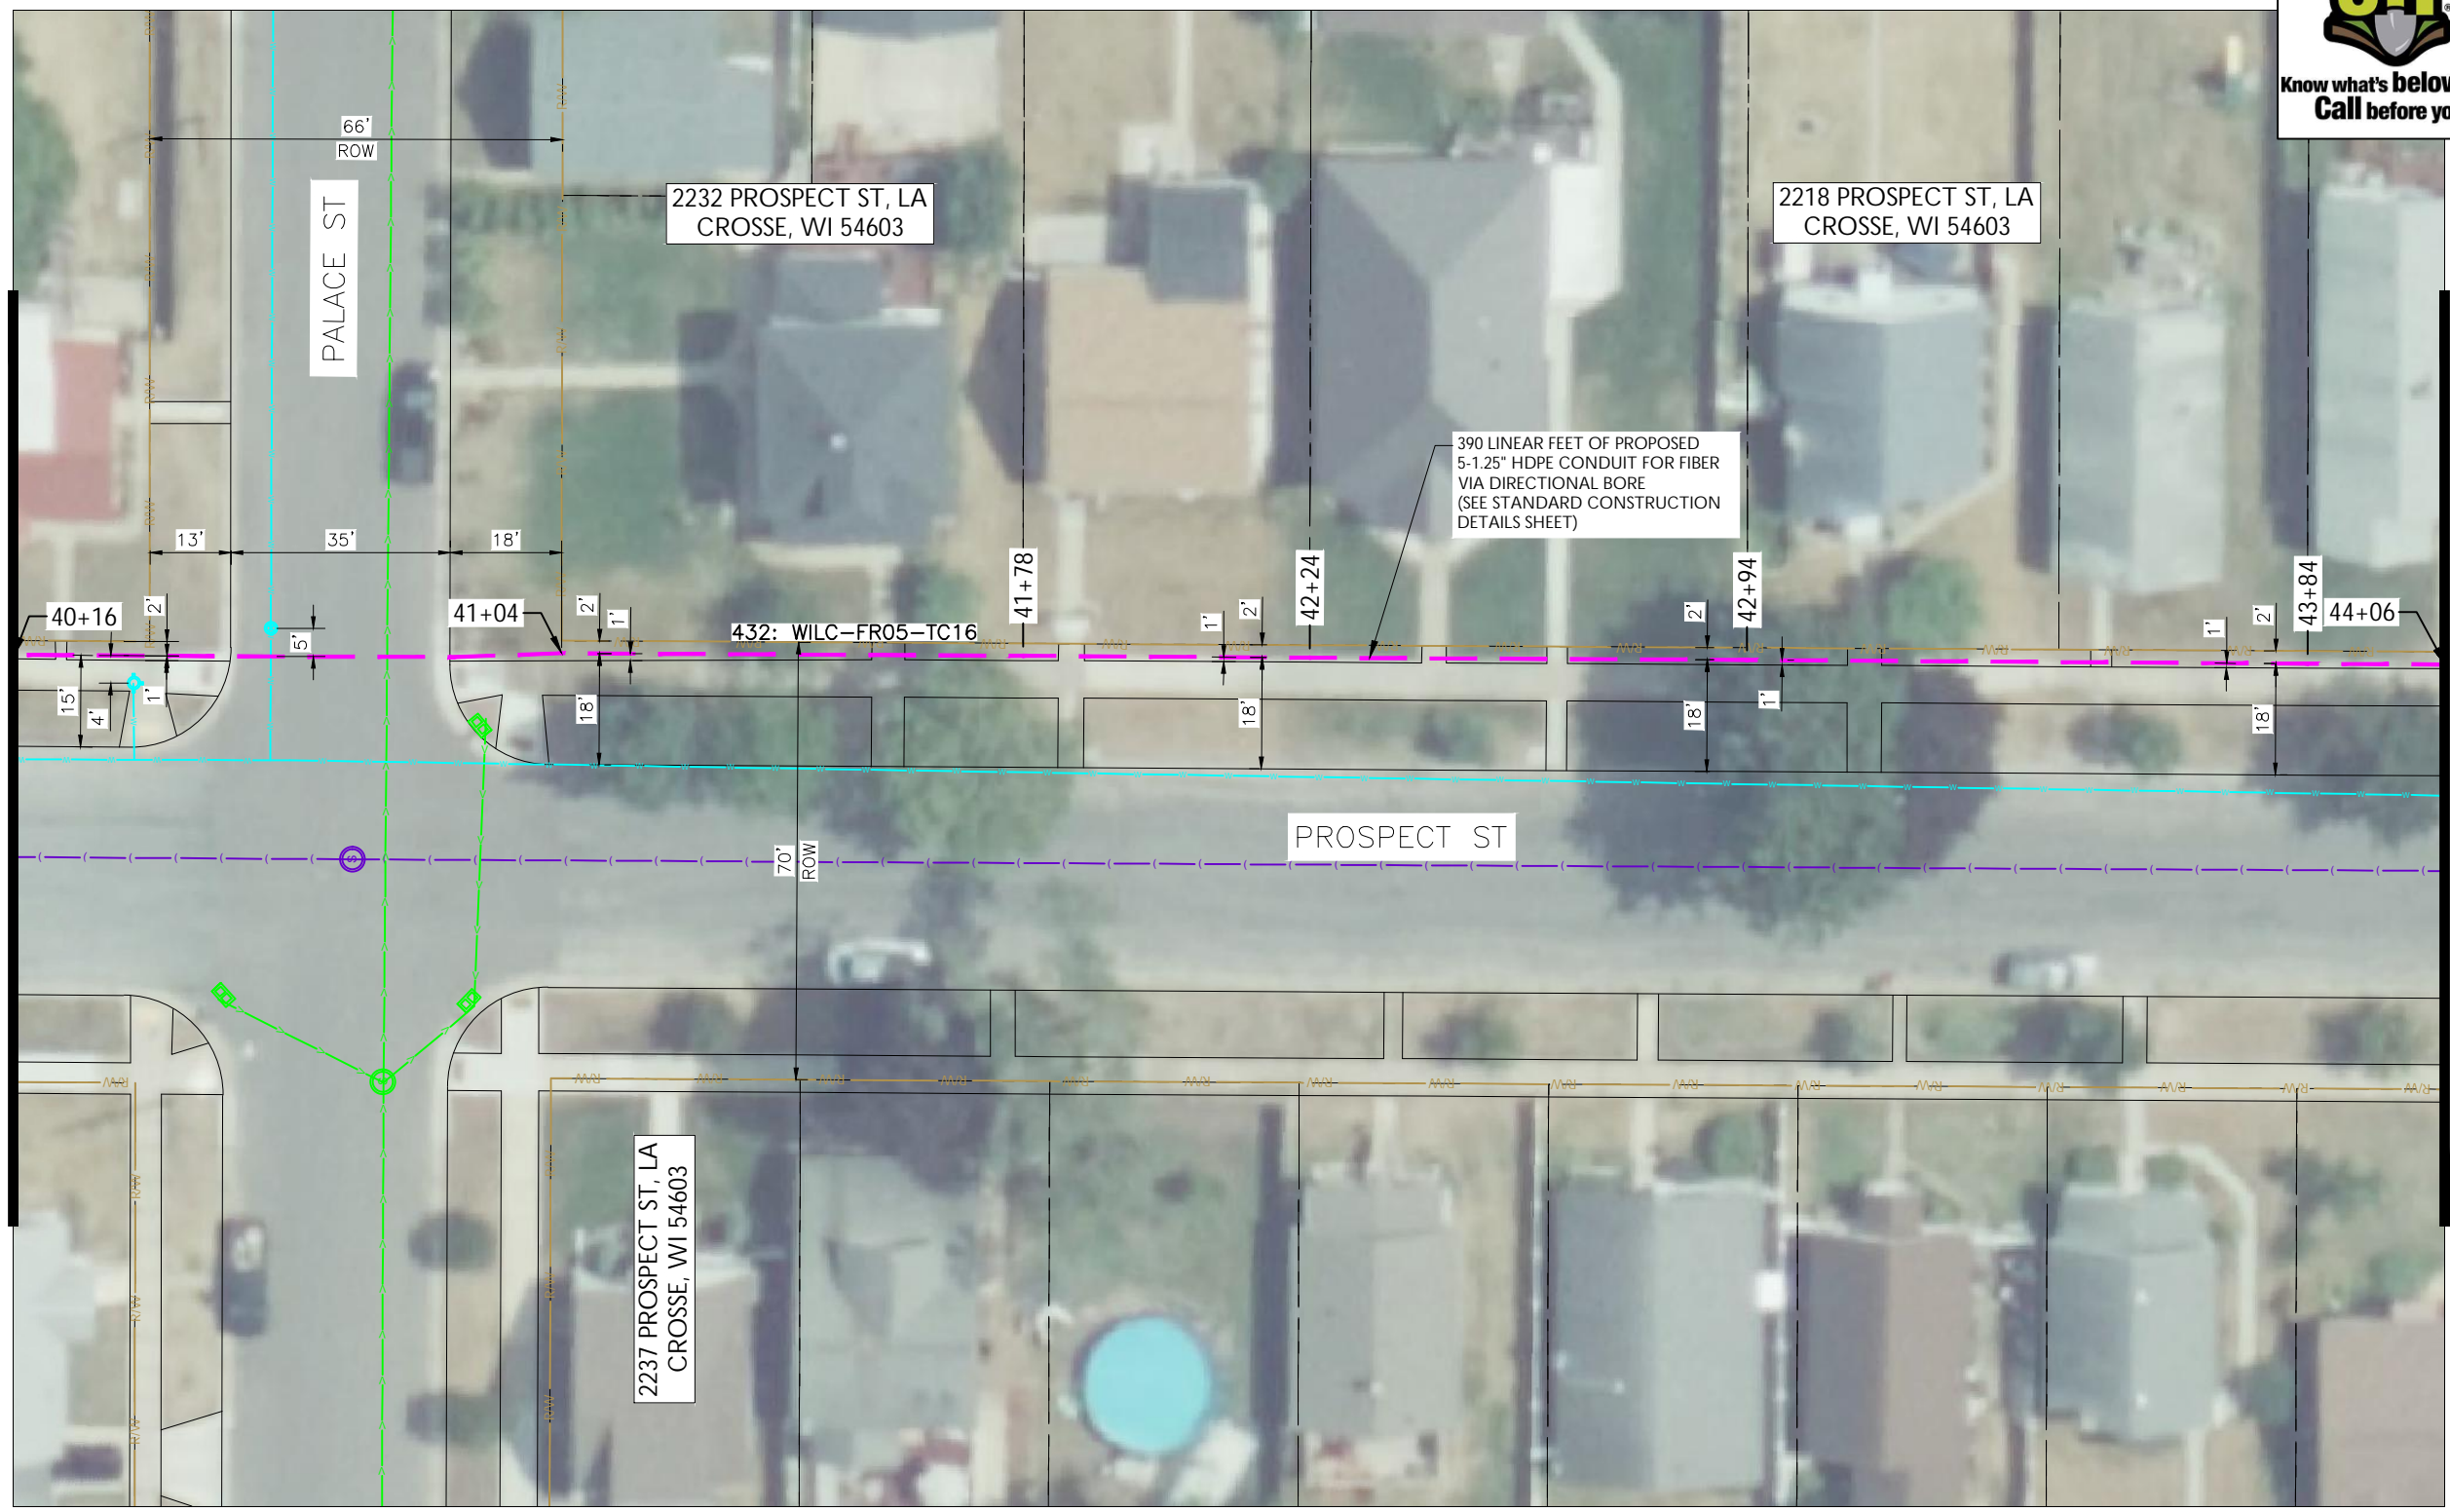 Know what's below
Call before yo
66'
ROW
PALACE ST
2232 PROSPECT ST, LA
CROSSE, WI 54603
2218 PROSPECT ST, LA
CROSSE, WI 54603
390 LINEAR FEET OF PROPOSED
5-1.25" HDPE CONDUIT FOR FIBER
VIA DIRECTIONAL BORE
(SEE STANDARD CONSTRUCTION
DETAILS SHEET)
13'
35'
18'
40+16
2'
5'
41+04
2'
1'
432: WILC-FR05-TC16
41+78
1'
2'
42+24
2'
42+94
1'
2'
43+84
44+06
15'
4'
1'
18'
18'
18'
1'
18'
PROSPECT ST
70'
ROW
S
2237 PROSPECT ST, LA
CROSSE, WI 54603
R/W